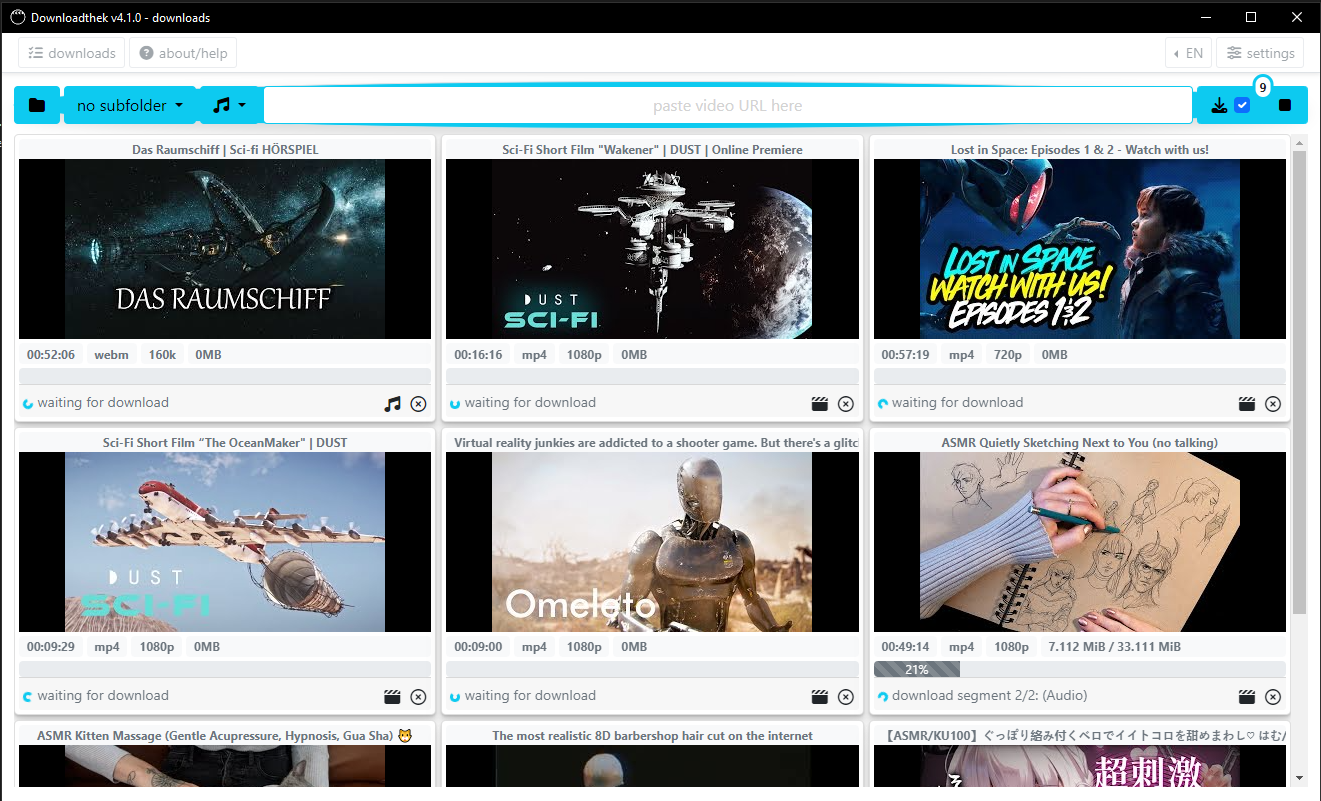 Downloadthek v4.1.0 - downloads
downloads
about/help
EN
settings
no subfolder
paste video URL here
9
Das Raumschiff | Sci-fi HÖRSPIEL
DAS RAUMSCHIFF
00:52:06 webm 160k 0MB
waiting for download
Sci-Fi Short Film "Wakener" | DUST | Online Premiere
DUST
SCI-FI
00:16:16 mp4 1080p 0MB
waiting for download
Lost in Space: Episodes 1 & 2 - Watch with us!
LOST IN SPACE
WATCH WITH US!
EPISODES 1&2
00:57:19 mp4 720p 0MB
waiting for download
Sci-Fi Short Film “The OceanMaker" | DUST
DUST
SCI-FI
00:09:29 mp4 1080p 0MB
waiting for download
Virtual reality junkies are addicted to a shooter game. But there's a glitc
Omeleto
00:09:00 mp4 1080p 0MB
waiting for download
ASMR Quietly Sketching Next to You (no talking)
00:49:14 mp4 1080p 7.112 MiB / 33.111 MiB
21%
download segment 2/2: (Audio)
ASMR Kitten Massage (Gentle Acupressure, Hypnosis, Gua Sha) 🐱
The most realistic 8D barbershop hair cut on the internet
【ASMR/KU100】ぐっぽり絡み付くベロでイイトコロを甜めまわし♡ はむ/
超刺激